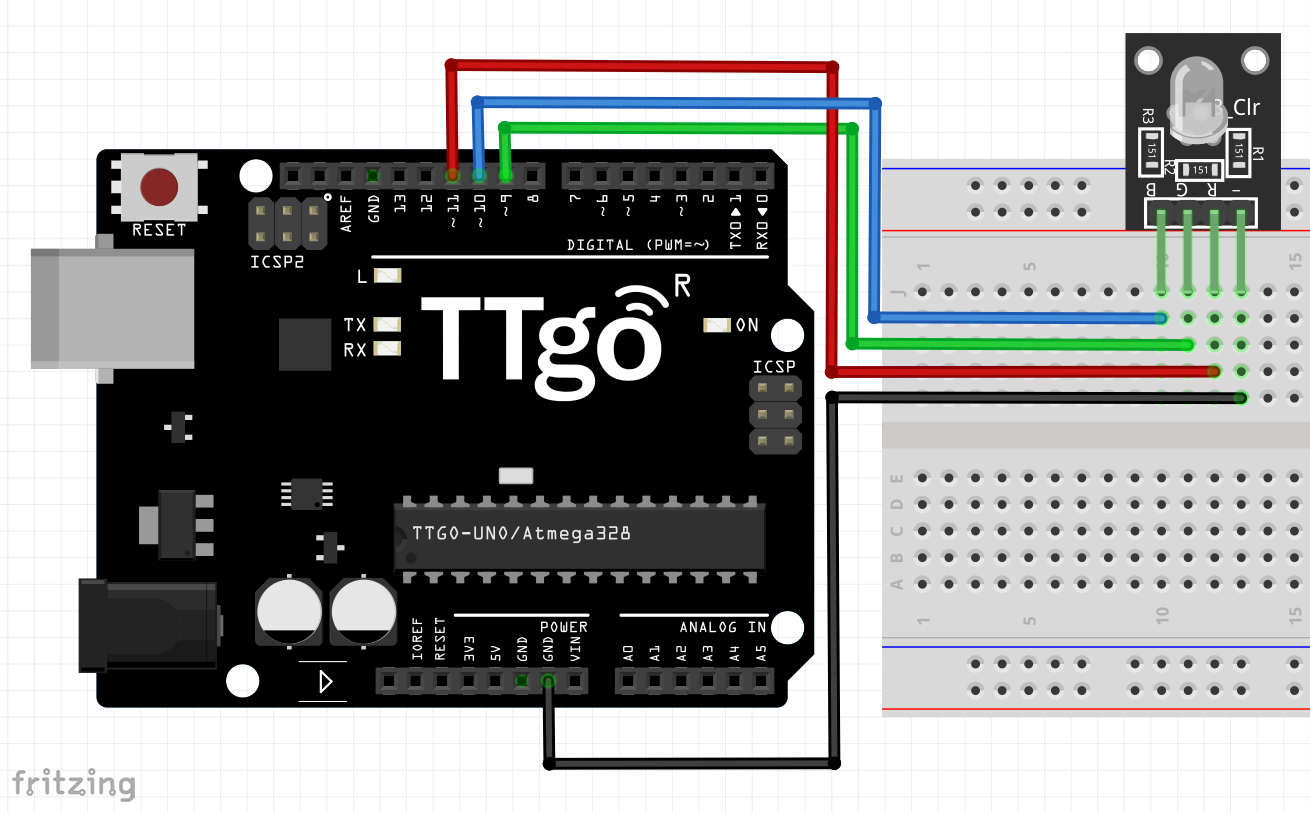 _Clr
R3
151
R2
151
151
R1
B G R -
RESET
ICSP2
AREF
GND
13
12
~11
~10
~9
8
7
~6
~5
4
~3
2
TX0▶1
RX0◀0
DIGITAL (PWM=~)
L
TX
RX
TTgo
R
ON
ICSP
1
5
10
15
J
E
D
C
B
A
TTGO-UNO/Atmega328
1
10
5
15
POWER
ANALOG IN
IOREF
RESET
3V3
5V
GND
GND
VIN
A0
A1
A2
A3
A4
A5
fritzing